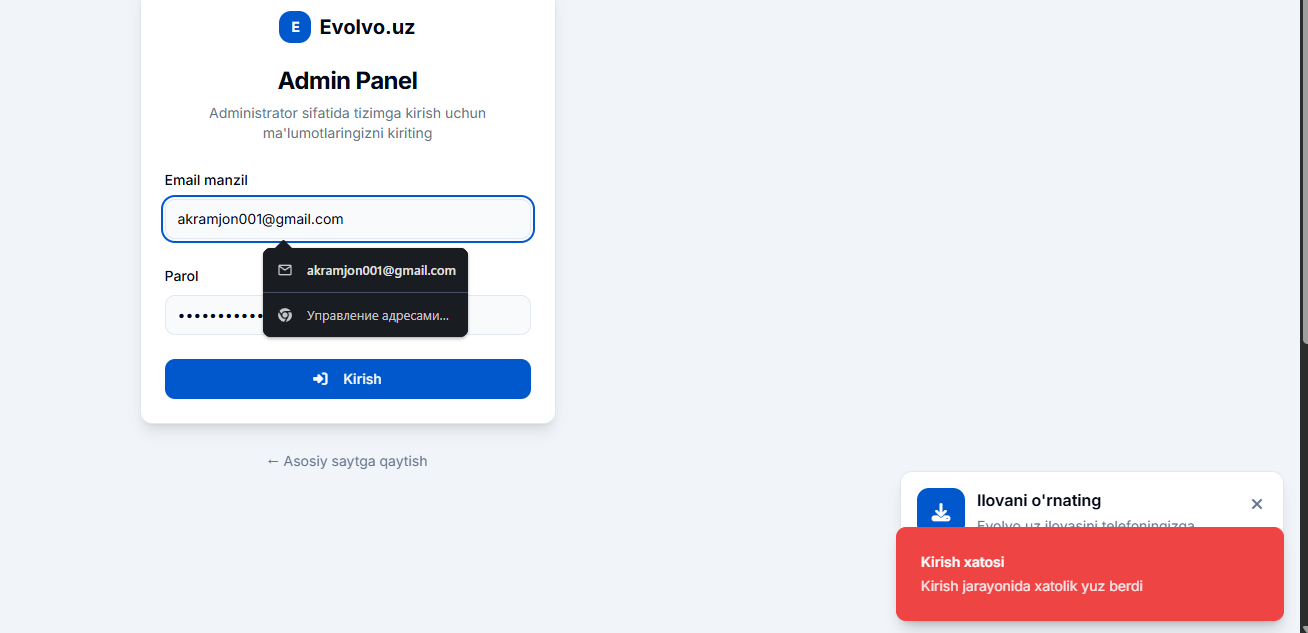 E Evolvo.uz
Admin Panel
Administrator sifatida tizimga kirish uchun
ma'lumotlaringizni kiriting
Email manzil
akramjon001@gmail.com
akramjon001@gmail.com
Управление адресами...
Parol
Kirish
← Asosiy saytga qaytish
Ilovani o'rnating
Evolvo.uz ilovasini telefoningizga
Kirish xatosi
Kirish jarayonida xatolik yuz berdi